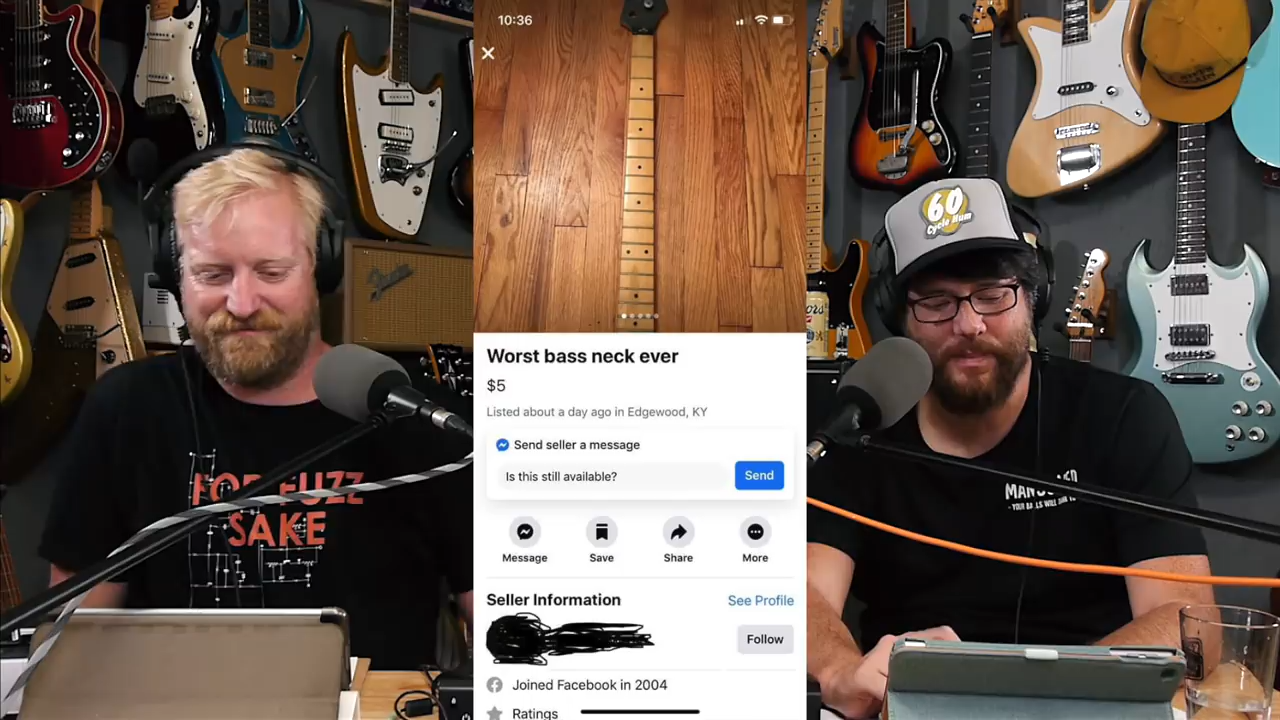 10:36
Worst bass neck ever
$5
Listed about a day ago in Edgewood, KY
Send seller a message
Is this still available?
Send
Message
Save
Share
More
Seller Information
See Profile
Follow
Joined Facebook in 2004
Ratings
FOR FUZZ
SAKE
Fender
60
Cycle Hum